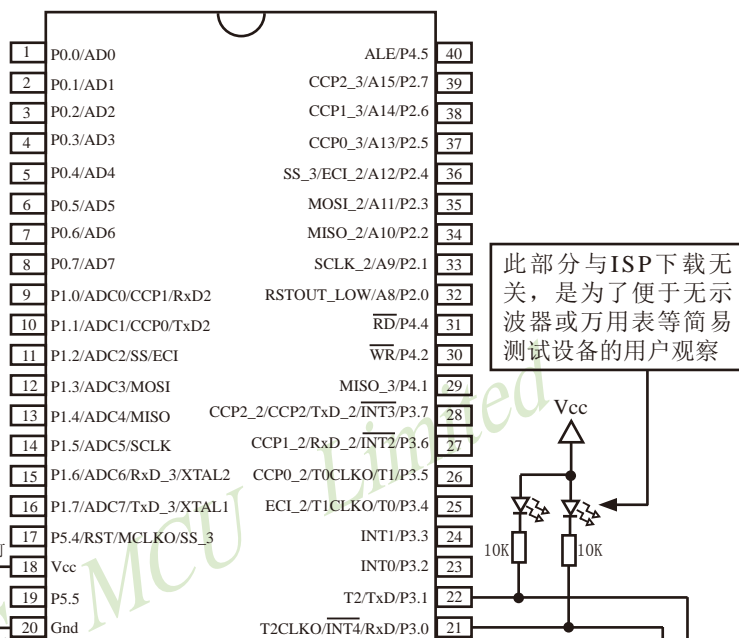 1 P0.0/AD0 ALE/P4.5 40
2 P0.1/AD1 CCP2_3/A15/P2.7 39
3 P0.2/AD2 CCP1_3/A14/P2.6 38
4 P0.3/AD3 CCP0_3/A13/P2.5 37
5 P0.4/AD4 SS_3/ECI_2/A12/P2.4 36
6 P0.5/AD5 MOSI_2/A11/P2.3 35
7 P0.6/AD6 MISO_2/A10/P2.2 34
8 P0.7/AD7 SCLK_2/A9/P2.1 33
9 P1.0/ADC0/CCP1/RxD2 RSTOUT_LOW/A8/P2.0 32
10 P1.1/ADC1/CCP0/TxD2 RD/P4.4 31
11 P1.2/ADC2/SS/ECI WR/P4.2 30
12 P1.3/ADC3/MOSI MISO_3/P4.1 29
13 P1.4/ADC4/MISO CCP2_2/CCP2/TxD_2/INT3/P3.7 28
14 P1.5/ADC5/SCLK CCP1_2/RxD_2/INT2/P3.6 27
15 P1.6/ADC6/RxD_3/XTAL2 CCP0_2/T0CLKO/T1/P3.5 26
16 P1.7/ADC7/TxD_3/XTAL1 ECI_2/T1CLKO/T0/P3.4 25
17 P5.4/RST/MCLKO/SS_3 INT1/P3.3 24
18 Vcc INT0/P3.2 23
19 P5.5 T2/TxD/P3.1 22
20 Gnd T2CLKO/INT4/RxD/P3.0 21
此部分与ISP下载无
关，是为了便于无示
波器或万用表等简易
测试设备的用户观察
Vcc
10K 10K
MCU Limited